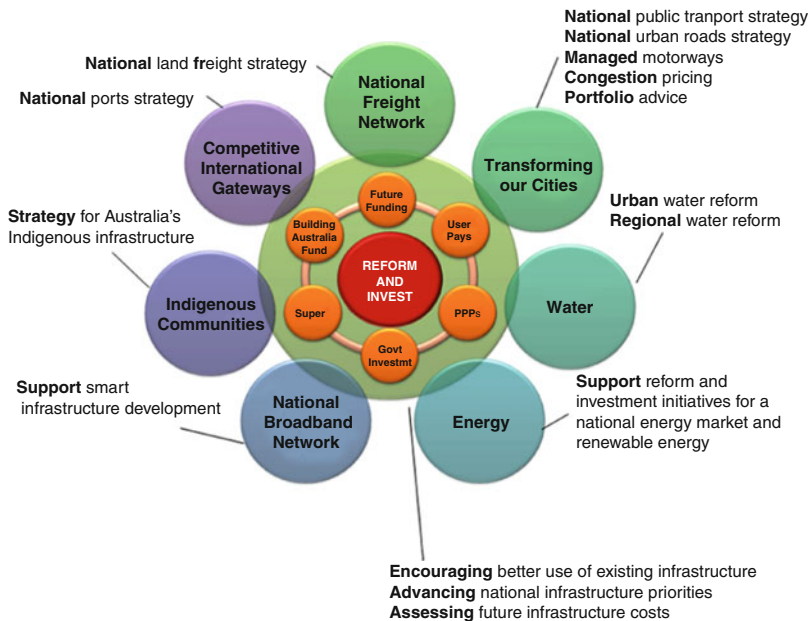 National public tranport strategy
National urban roads strategy
Managed motorways
Congestion pricing
Portfolio advice
National land freight strategy
National ports strategy
National
Freight
Network
Competitive
International
Gateways
Transforming
our Cities
Urban water reform
Regional water reform
Strategy for Australia's
Indigenous infrastructure
Future
Funding
Building
Australia
Fund
User
Pays
REFORM
AND
INVEST
Super
PPPs
Govt
Investmt
Indigenous
Communities
Water
Support smart
infrastructure development
National
Broadband
Network
Energy
Support reform and
investment initiatives for a
national energy market and
renewable energy
Encouraging better use of existing infrastructure
Advancing national infrastructure priorities
Assessing future infrastructure costs